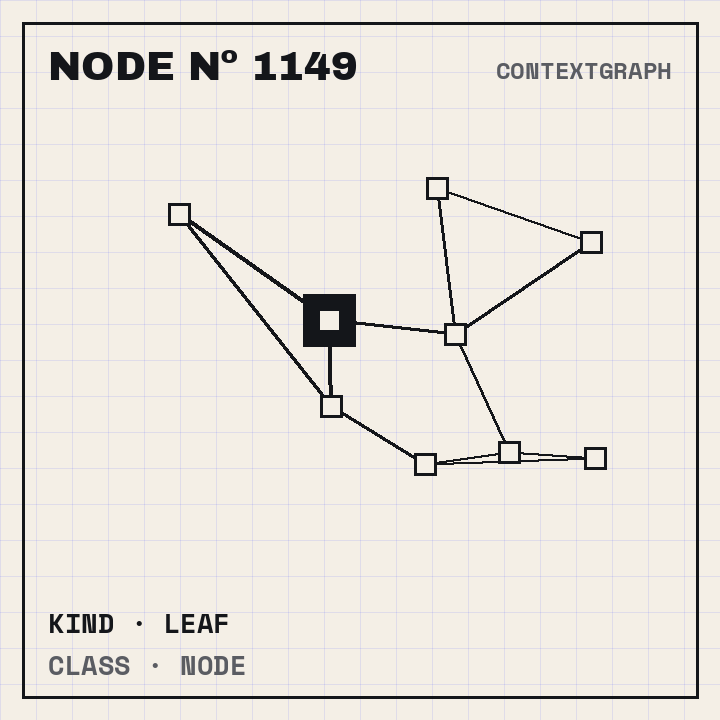 NODE Nº 1149
CONTEXTGRAPH
KIND · LEAF
CLASS · NODE